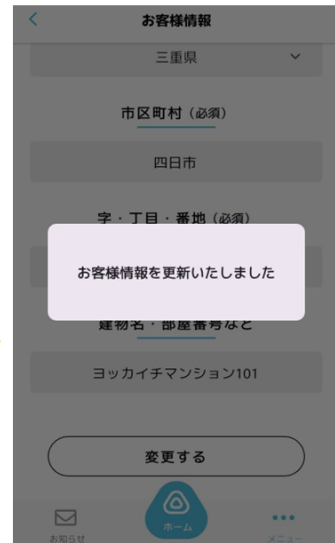 お客様情報
三重県
市区町村（必須）
四日市
字・丁目・番地（必須）
お客様情報を更新いたしました
建物名・部屋番号など
ヨッカイチマンション101
変更する
お知らせ
ホーム
メニュー